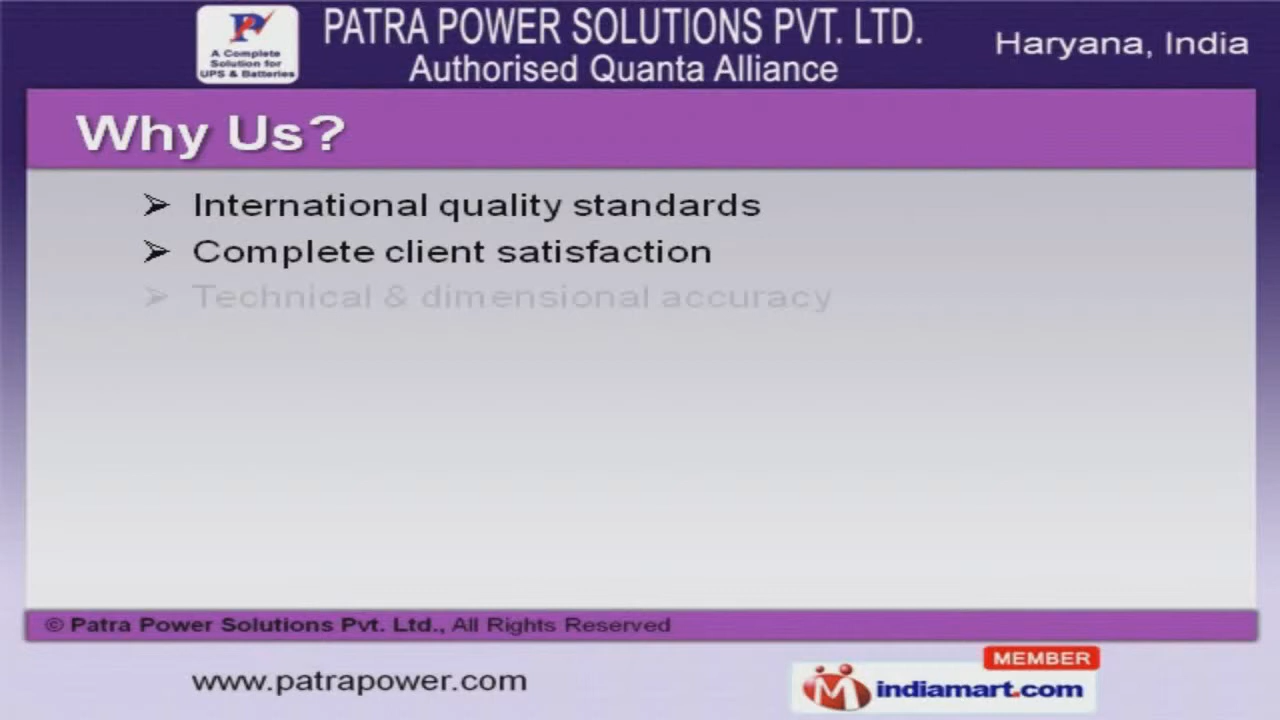 A Complete
Solution for
UPS & Batteries
PATRA POWER SOLUTIONS PVT. LTD.
Authorised Quanta Alliance
Haryana, India
Why Us?
➢ International quality standards
➢ Complete client satisfaction
➢ Technical & dimensional accuracy
© Patra Power Solutions Pvt. Ltd., All Rights Reserved
www.patrapower.com
MEMBER
indiamart.com